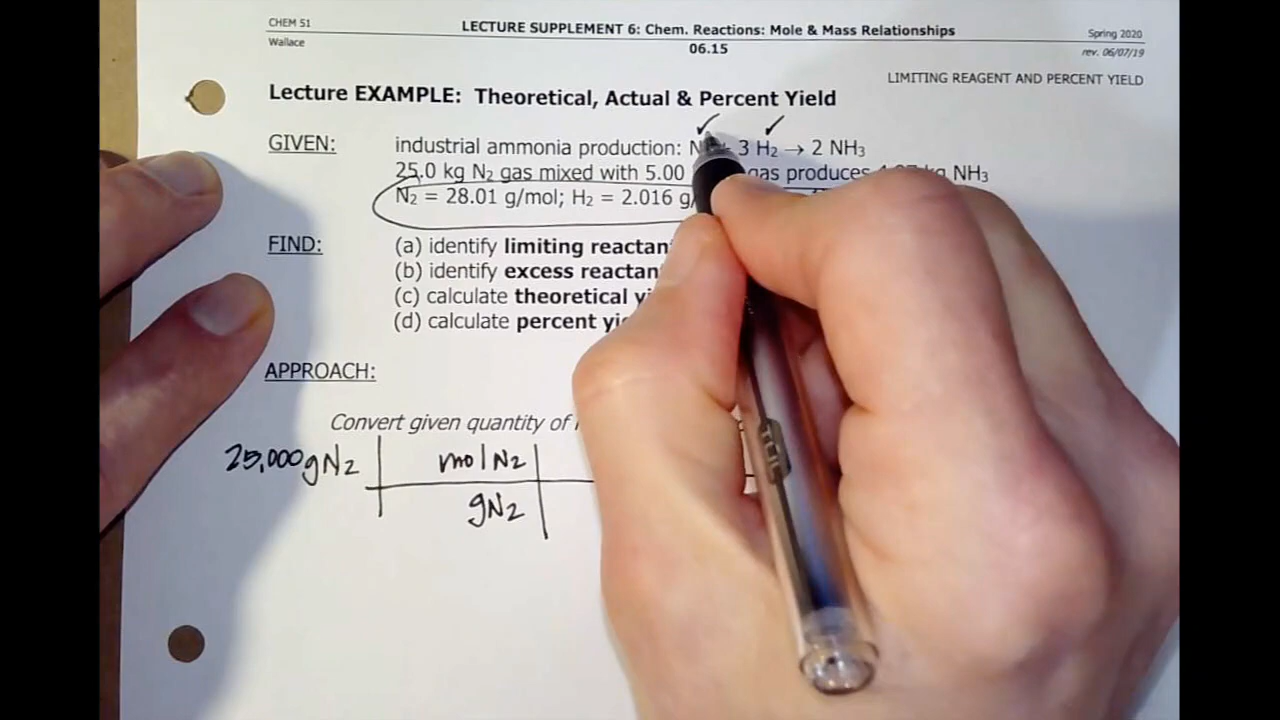 CHEM 51
LECTURE SUPPLEMENT 6: Chem. Reactions: Mole & Mass Relationships
Spring 2020
Wallace
06.15
rev. 06/07/19
LIMITING REAGENT AND PERCENT YIELD
Lecture EXAMPLE: Theoretical, Actual & Percent Yield
GIVEN: industrial ammonia production: 3 H₂ → 2 NH₃
25.0 kg N₂ gas mixed with 5.00 gas produces kg NH₃
N₂ = 28.01 g/mol; H₂ = 2.016
FIND: (a) identify limiting
(b) identify excess
(c) calculate theoretical
(d) calculate percent
APPROACH:
Convert given quantity of
25,000 g N₂ mol N₂
g N₂